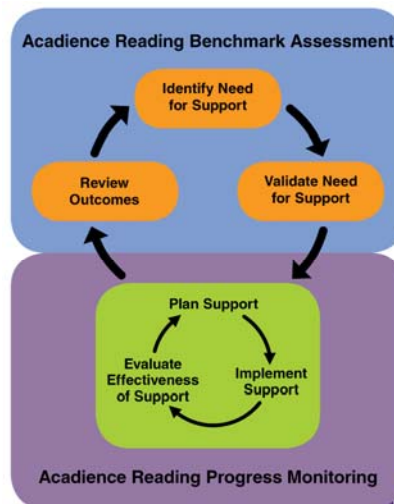 Acadience Reading Benchmark Assessment
Identify Need
for Support
Review
Outcomes
Validate Need
for Support
Plan Support
Evaluate
Effectiveness
of Support
Implement
Support
Acadience Reading Progress Monitoring